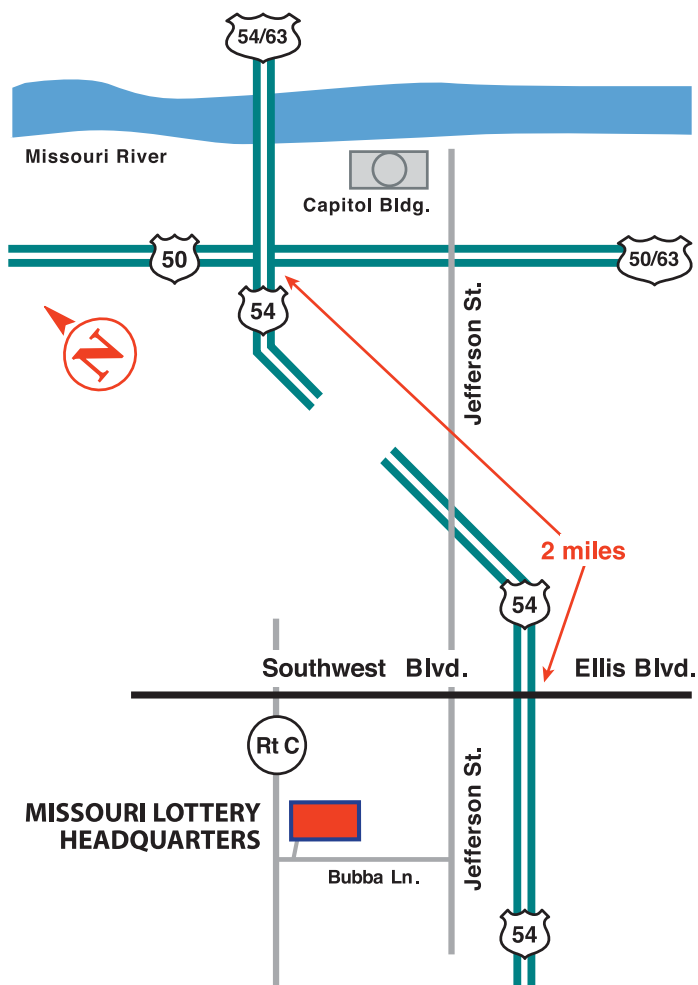 54/63
Missouri River
Capitol Bldg.
50
50/63
54
N
Jefferson St.
2 miles
54
Southwest Blvd.
Ellis Blvd.
Rt C
MISSOURI LOTTERY
HEADQUARTERS
Jefferson St.
Bubba Ln.
54